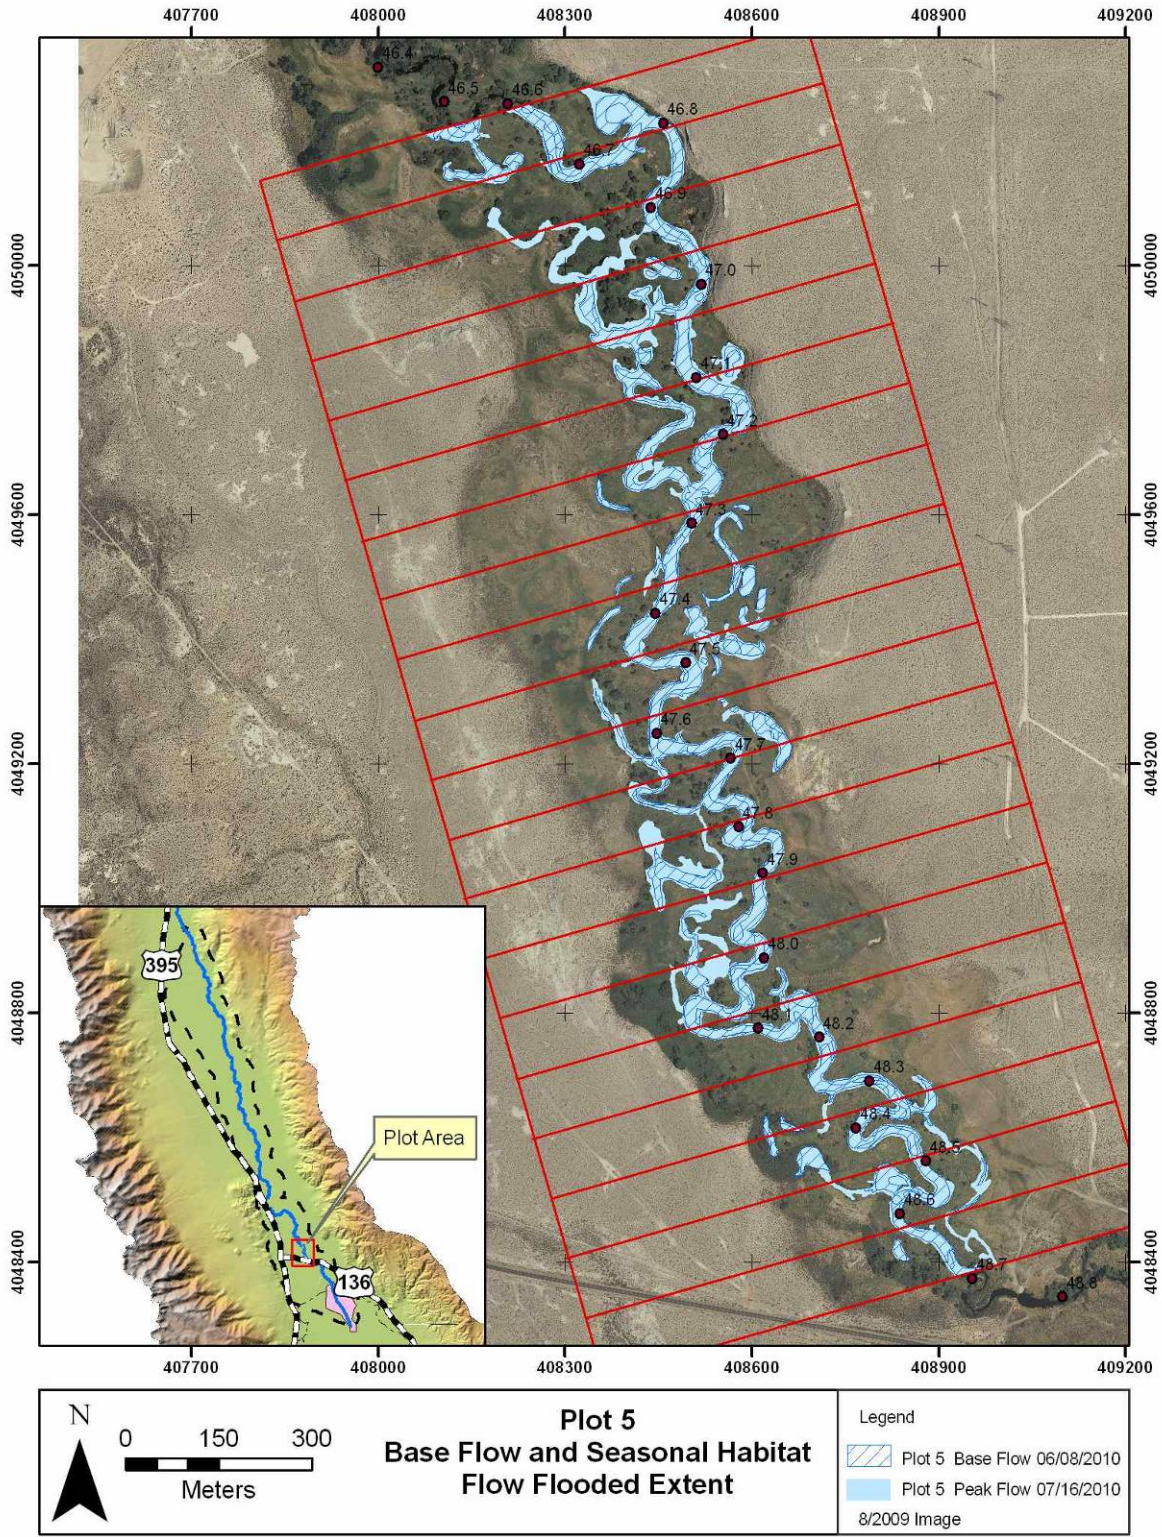 407700 408000 408300 408600 408900 409200
46.4
46.5
46.6
46.8
46.7
46.9
4050000 4050000
47.0
47.1
47.2
4049600 4049600
47.3
47.4
47.5
47.6
4049200 4049200
47.7
47.8
47.9
48.0
395
4048800 4048800
48.1
48.2
48.3
48.4
Plot Area
48.5
48.6
4048400 4048400
48.7
136
48.8
407700 408000 408300 408600 408900 409200
N
0 150 300
Meters
Plot 5
Base Flow and Seasonal Habitat
Flow Flooded Extent
Legend
Plot 5 Base Flow 06/08/2010
Plot 5 Peak Flow 07/16/2010
8/2009 Image